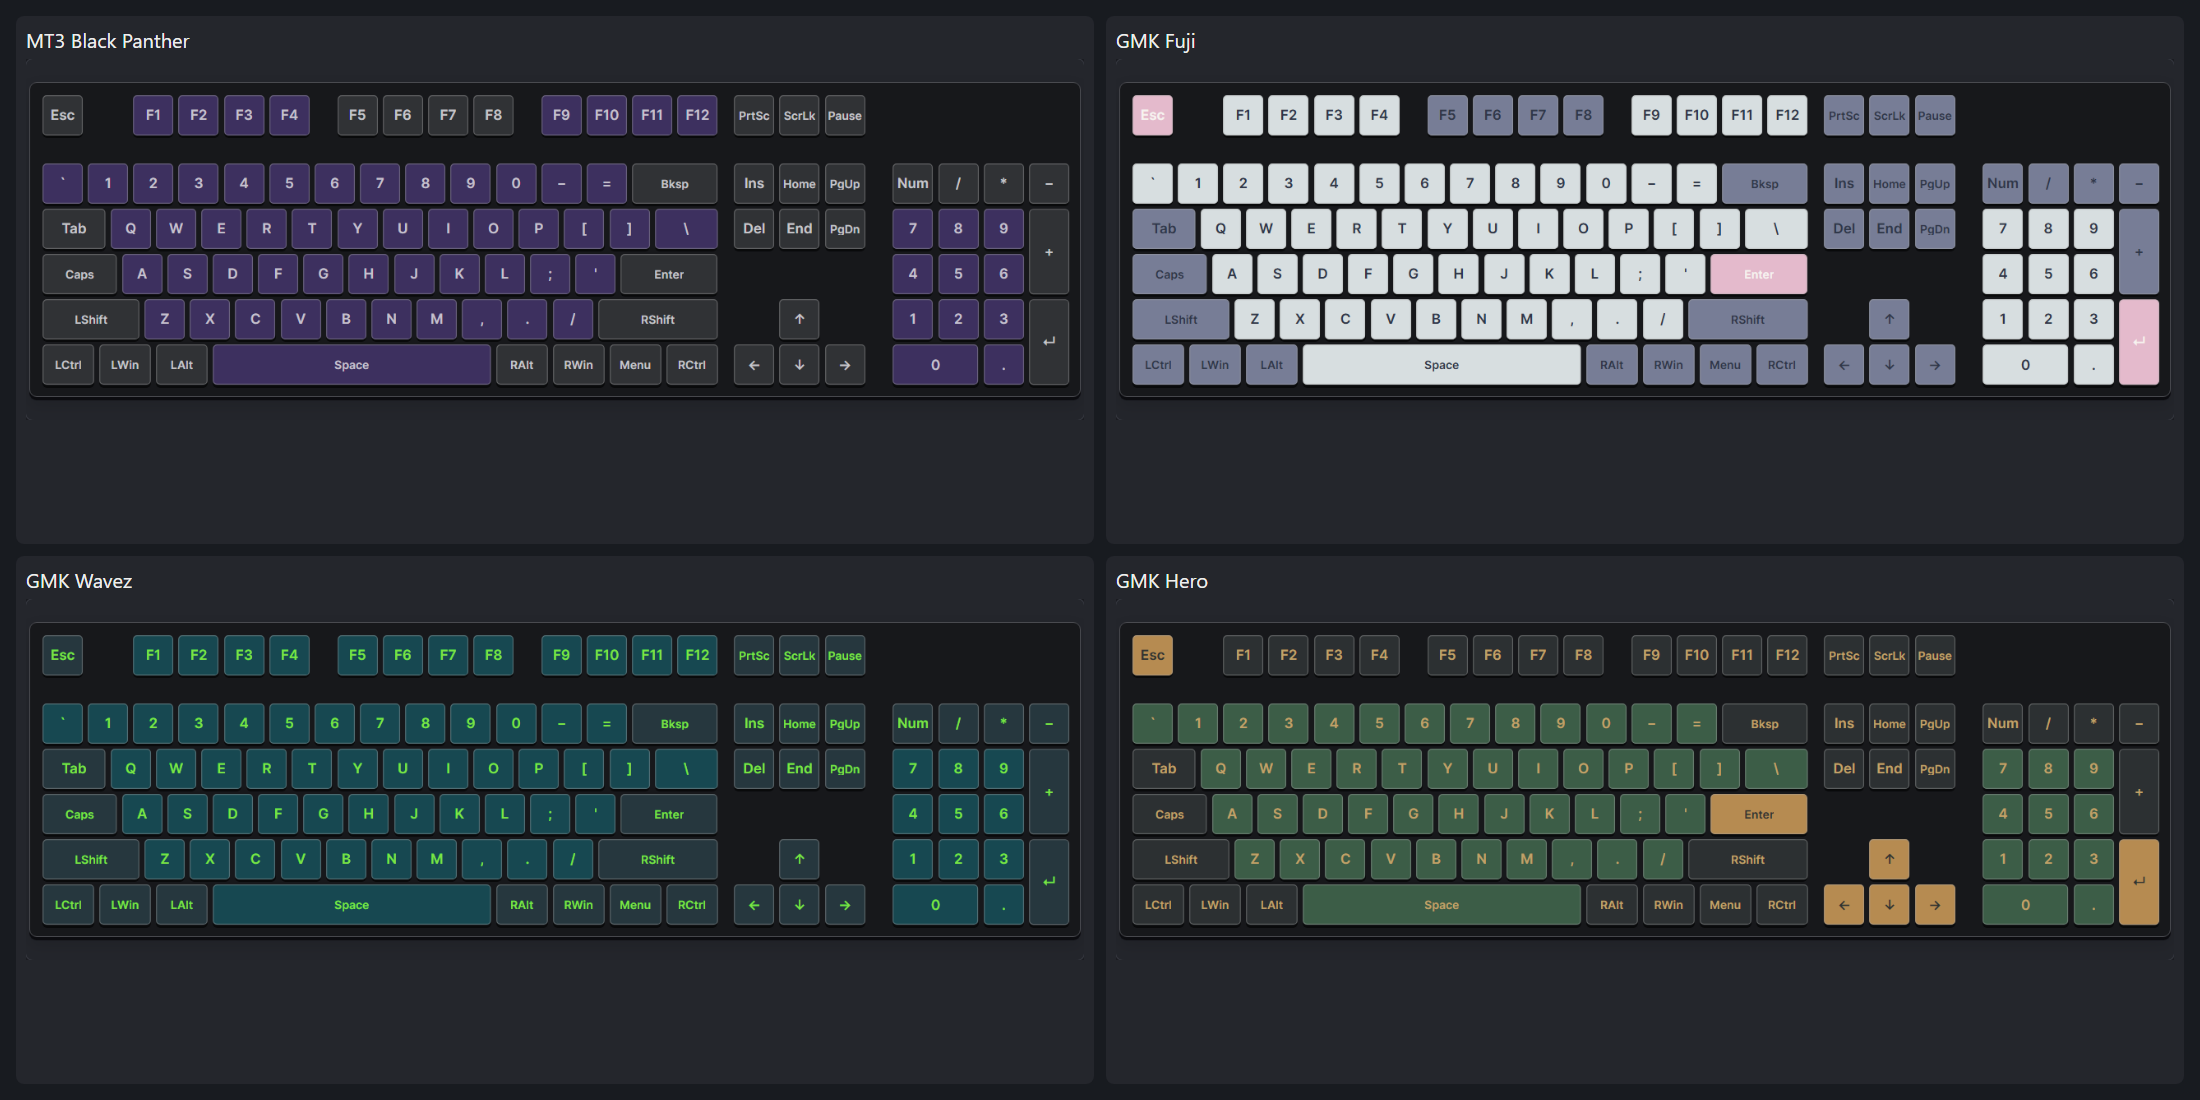 MT3 Black Panther
Esc F1 F2 F3 F4 F5 F6 F7 F8 F9 F10 F11 F12 PrtSc ScrLk Pause
` 1 2 3 4 5 6 7 8 9 0 − = Bksp Ins Home PgUp Num / * −
Tab Q W E R T Y U I O P [ ] \ Del End PgDn 7 8 9 +
Caps A S D F G H J K L ; ' Enter 4 5 6
LShift Z X C V B N M , . / RShift ↑ 1 2 3 ↵
LCtrl LWin LAlt Space RAlt RWin Menu RCtrl ← ↓ → 0 .
GMK Fuji
Esc F1 F2 F3 F4 F5 F6 F7 F8 F9 F10 F11 F12 PrtSc ScrLk Pause
` 1 2 3 4 5 6 7 8 9 0 − = Bksp Ins Home PgUp Num / * −
Tab Q W E R T Y U I O P [ ] \ Del End PgDn 7 8 9 +
Caps A S D F G H J K L ; ' Enter 4 5 6
LShift Z X C V B N M , . / RShift ↑ 1 2 3 ↵
LCtrl LWin LAlt Space RAlt RWin Menu RCtrl ← ↓ → 0 .
GMK Wavez
Esc F1 F2 F3 F4 F5 F6 F7 F8 F9 F10 F11 F12 PrtSc ScrLk Pause
` 1 2 3 4 5 6 7 8 9 0 − = Bksp Ins Home PgUp Num / * −
Tab Q W E R T Y U I O P [ ] \ Del End PgDn 7 8 9 +
Caps A S D F G H J K L ; ' Enter 4 5 6
LShift Z X C V B N M , . / RShift ↑ 1 2 3 ↵
LCtrl LWin LAlt Space RAlt RWin Menu RCtrl ← ↓ → 0 .
GMK Hero
Esc F1 F2 F3 F4 F5 F6 F7 F8 F9 F10 F11 F12 PrtSc ScrLk Pause
` 1 2 3 4 5 6 7 8 9 0 − = Bksp Ins Home PgUp Num / * −
Tab Q W E R T Y U I O P [ ] \ Del End PgDn 7 8 9 +
Caps A S D F G H J K L ; ' Enter 4 5 6
LShift Z X C V B N M , . / RShift ↑ 1 2 3 ↵
LCtrl LWin LAlt Space RAlt RWin Menu RCtrl ← ↓ → 0 .